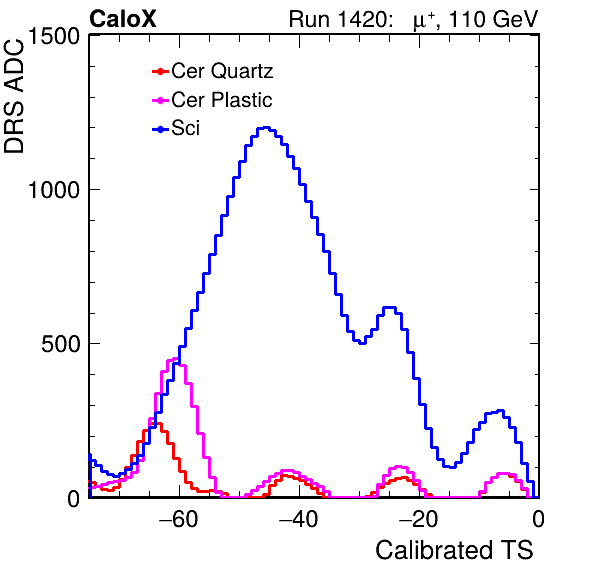 CaloX Run 1420: μ⁺, 110 GeV
DRS ADC
1500
1000
500
0
Cer Quartz
Cer Plastic
Sci
−60 −40 −20 0
Calibrated TS